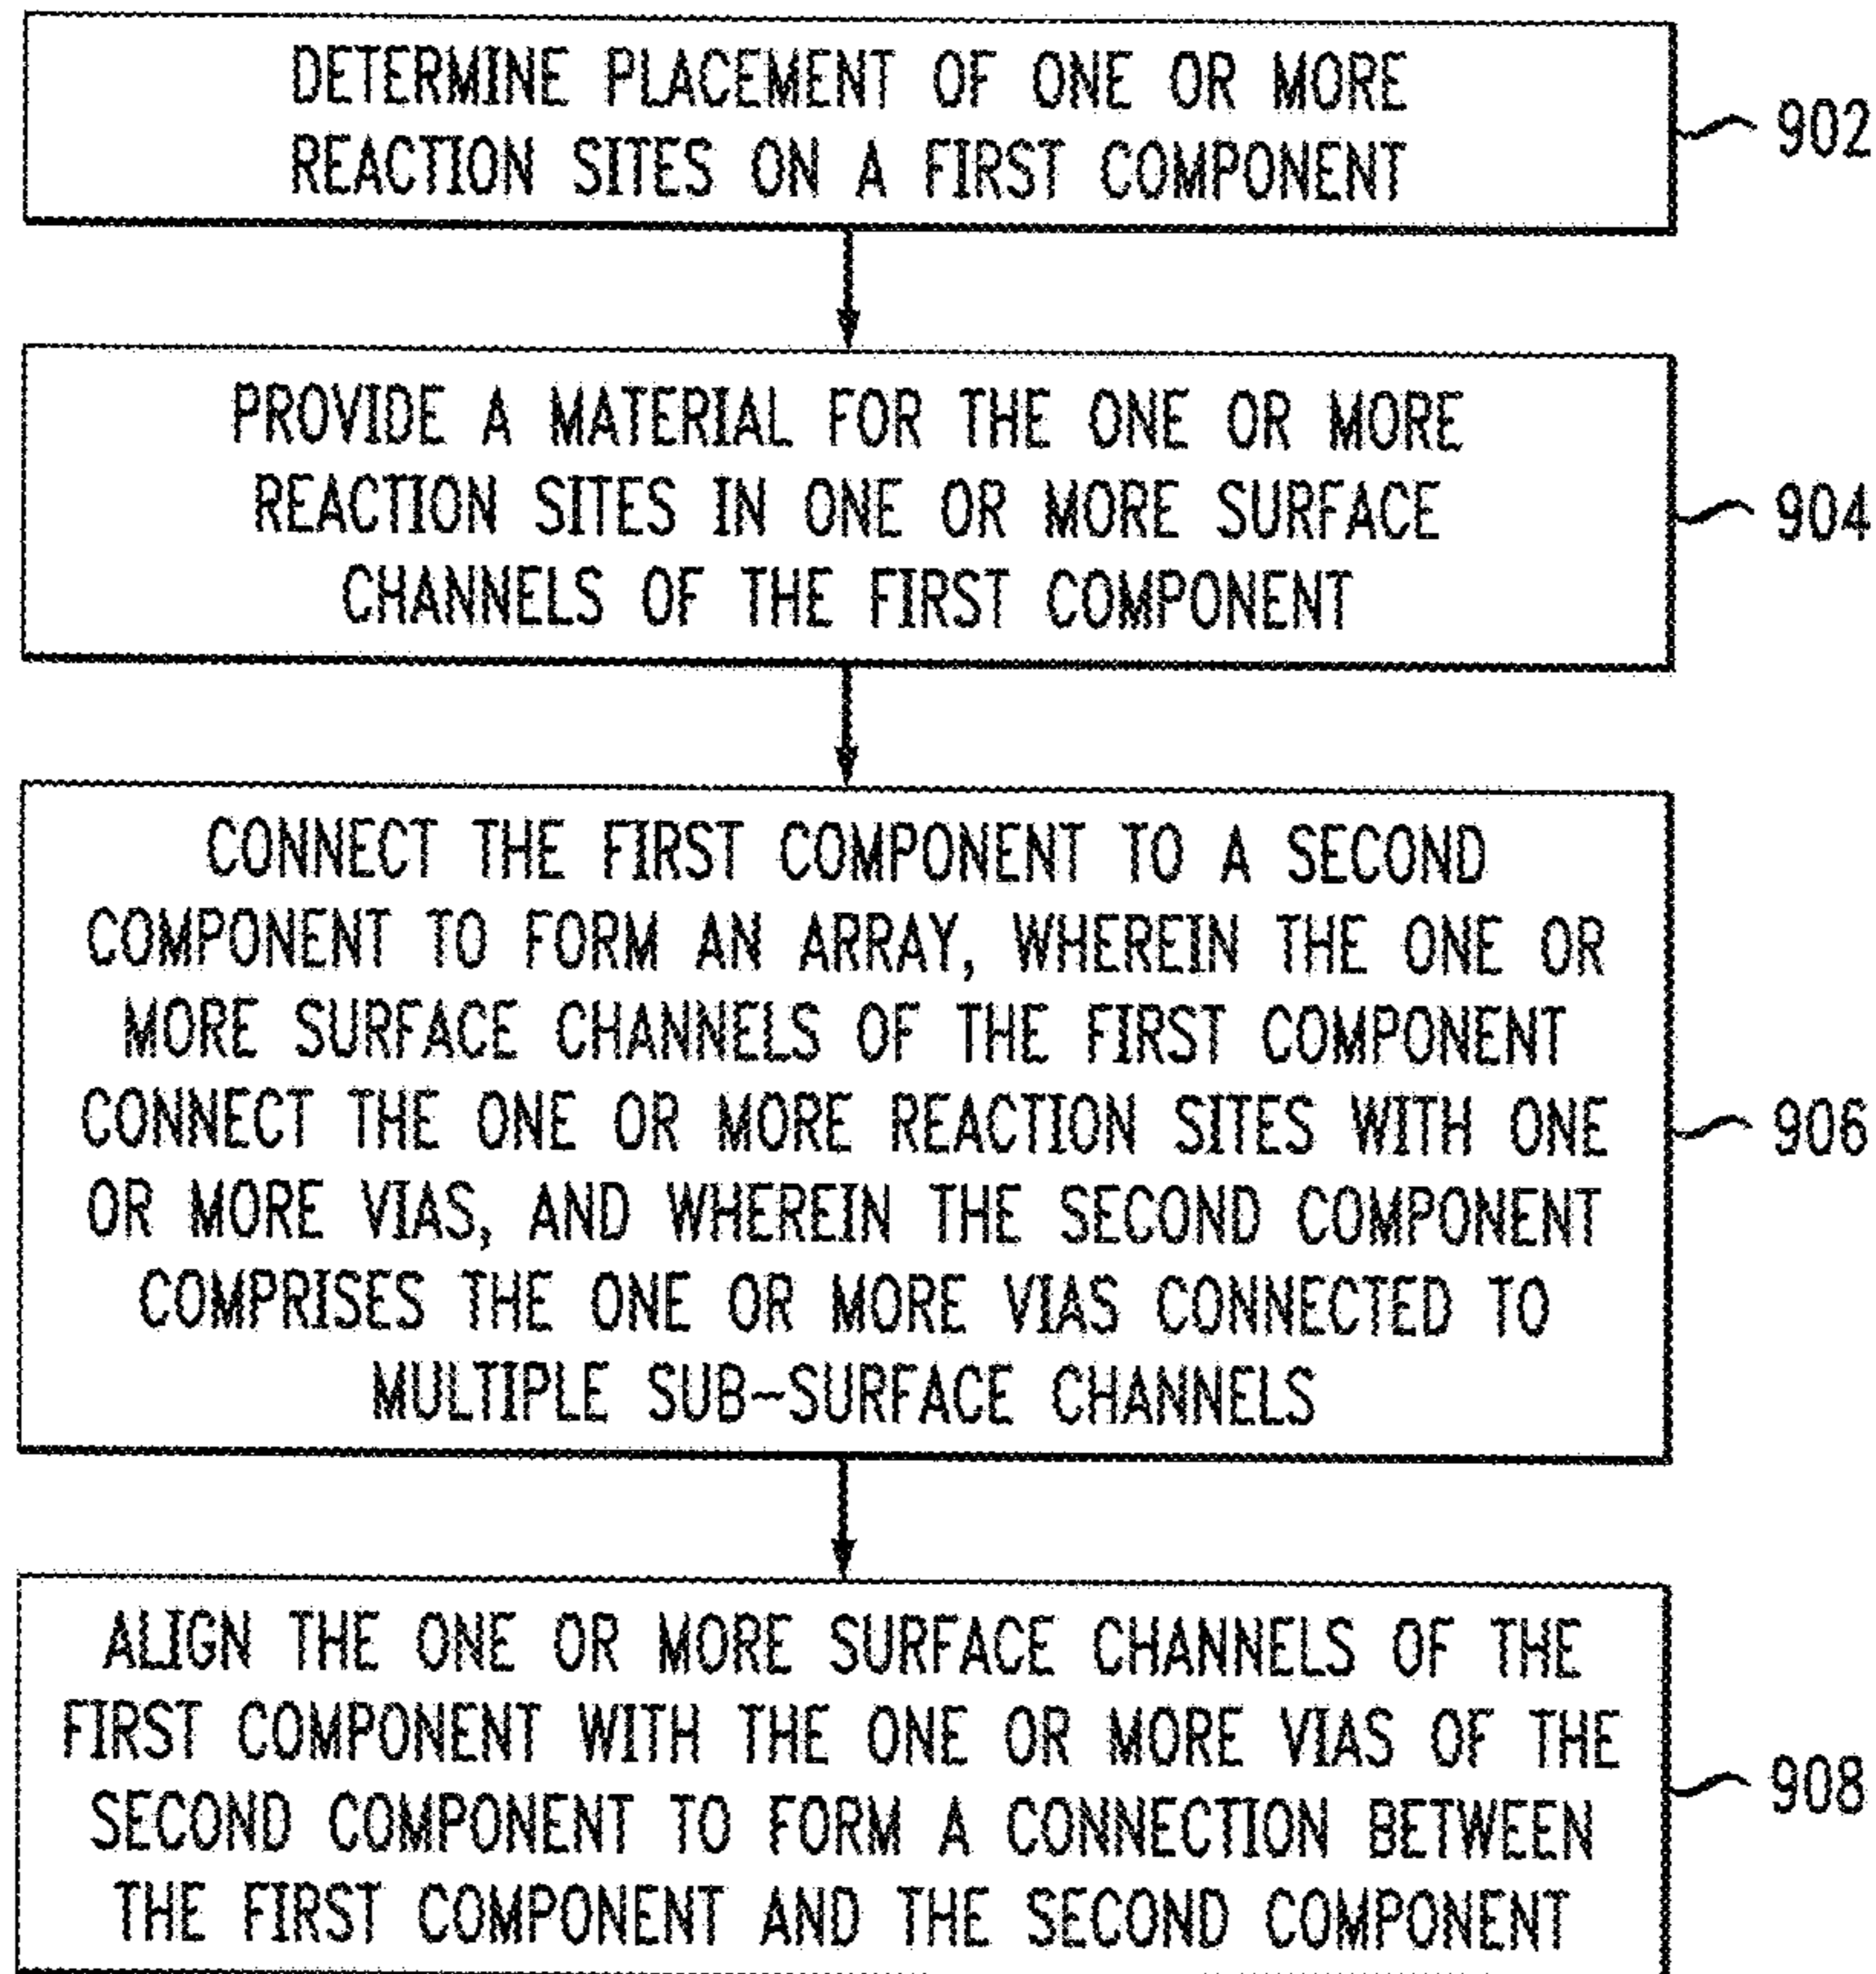 DETERMINE PLACEMENT OF ONE OR MORE
REACTION SITES ON A FIRST COMPONENT
902
PROVIDE A MATERIAL FOR THE ONE OR MORE
REACTION SITES IN ONE OR MORE SURFACE
CHANNELS OF THE FIRST COMPONENT
904
CONNECT THE FIRST COMPONENT TO A SECOND
COMPONENT TO FORM AN ARRAY, WHEREIN THE ONE OR
MORE SURFACE CHANNELS OF THE FIRST COMPONENT
CONNECT THE ONE OR MORE REACTION SITES WITH ONE
OR MORE VIAS, AND WHEREIN THE SECOND COMPONENT
COMPRISES THE ONE OR MORE VIAS CONNECTED TO
MULTIPLE SUB-SURFACE CHANNELS
906
ALIGN THE ONE OR MORE SURFACE CHANNELS OF THE
FIRST COMPONENT WITH THE ONE OR MORE VIAS OF THE
SECOND COMPONENT TO FORM A CONNECTION BETWEEN
THE FIRST COMPONENT AND THE SECOND COMPONENT
908